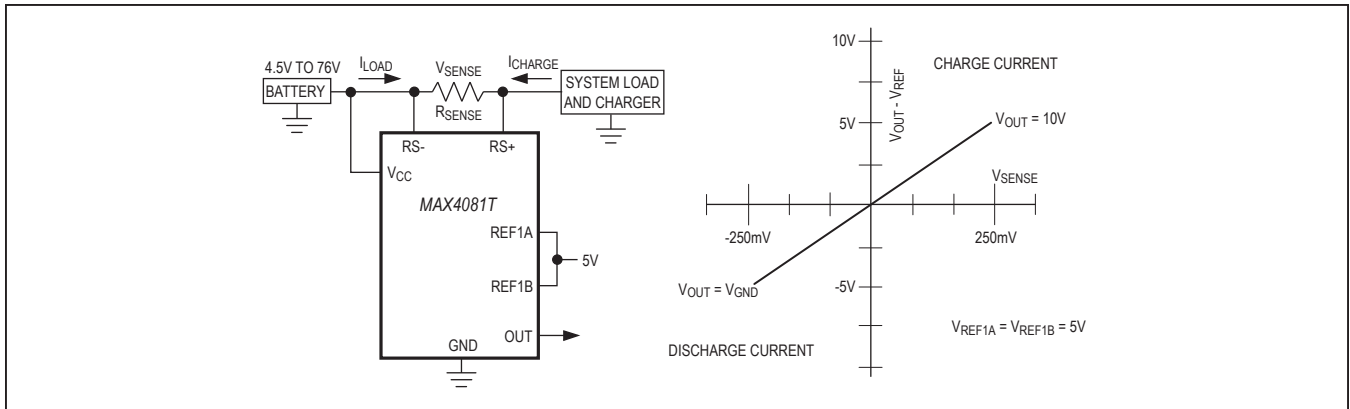 4.5V TO 76V
BATTERY
ILOAD
VSENSE
RSENSE
ICHARGE
SYSTEM LOAD
AND CHARGER
RS-
RS+
VCC
MAX4081T
REF1A
5V
REF1B
OUT
GND
10V
VOUT - VREF
CHARGE CURRENT
5V
VOUT = 10V
VSENSE
-250mV
250mV
VOUT = VGND
-5V
VREF1A = VREF1B = 5V
DISCHARGE CURRENT